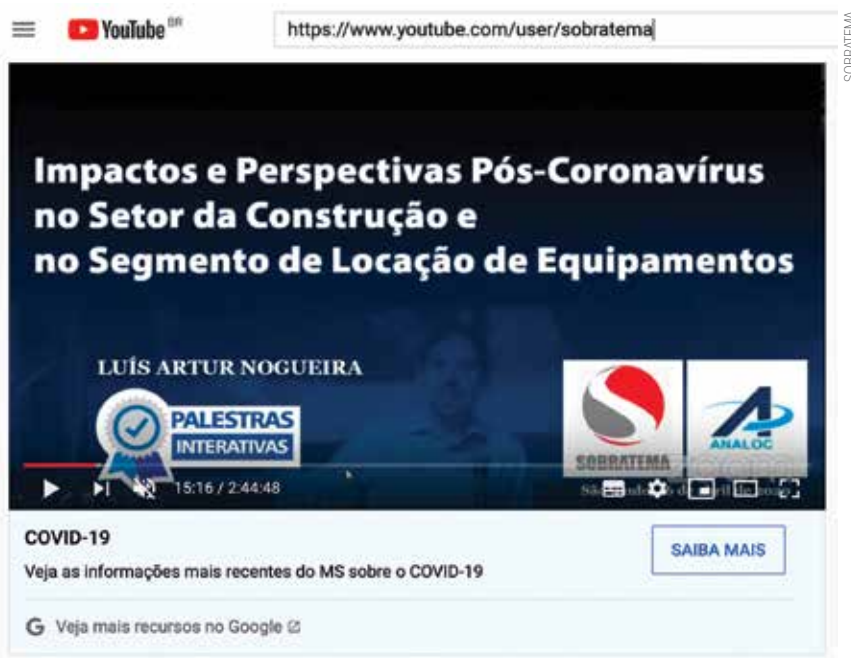 YouTube BR
https://www.youtube.com/user/sobratema
SOBRATEMA
Impactos e Perspectivas Pós-Coronavírus
no Setor da Construção e
no Segmento de Locação de Equipamentos
LUÍS ARTUR NOGUEIRA
PALESTRAS
INTERATIVAS
SOBRATEMA
ANALOC
15:16 / 2:44:48
COVID-19
Veja as informações mais recentes do MS sobre o COVID-19
SAIBA MAIS
G Veja mais recursos no Google